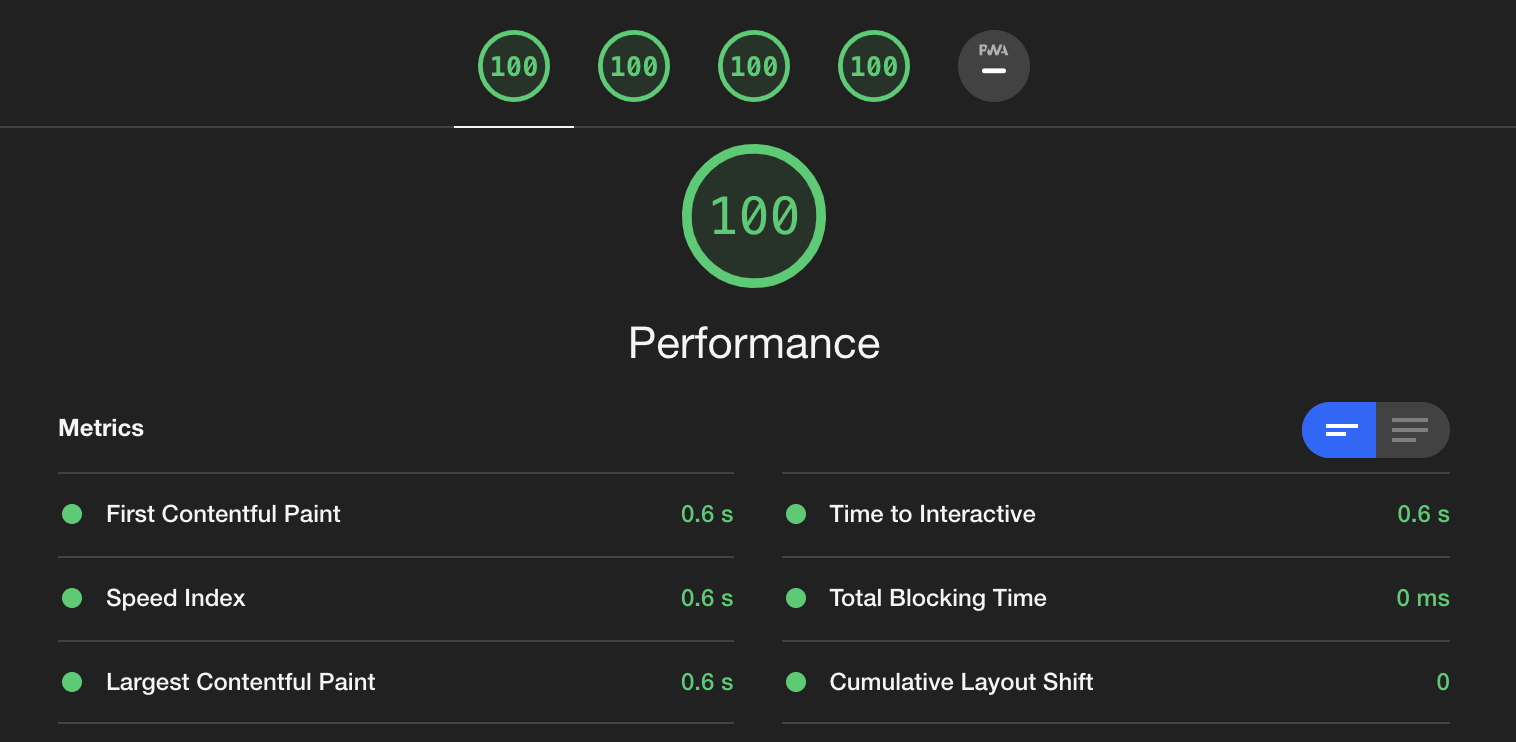 100 100 100 100 PWA
100
Performance
Metrics
First Contentful Paint 0.6 s
Time to Interactive 0.6 s
Speed Index 0.6 s
Total Blocking Time 0 ms
Largest Contentful Paint 0.6 s
Cumulative Layout Shift 0